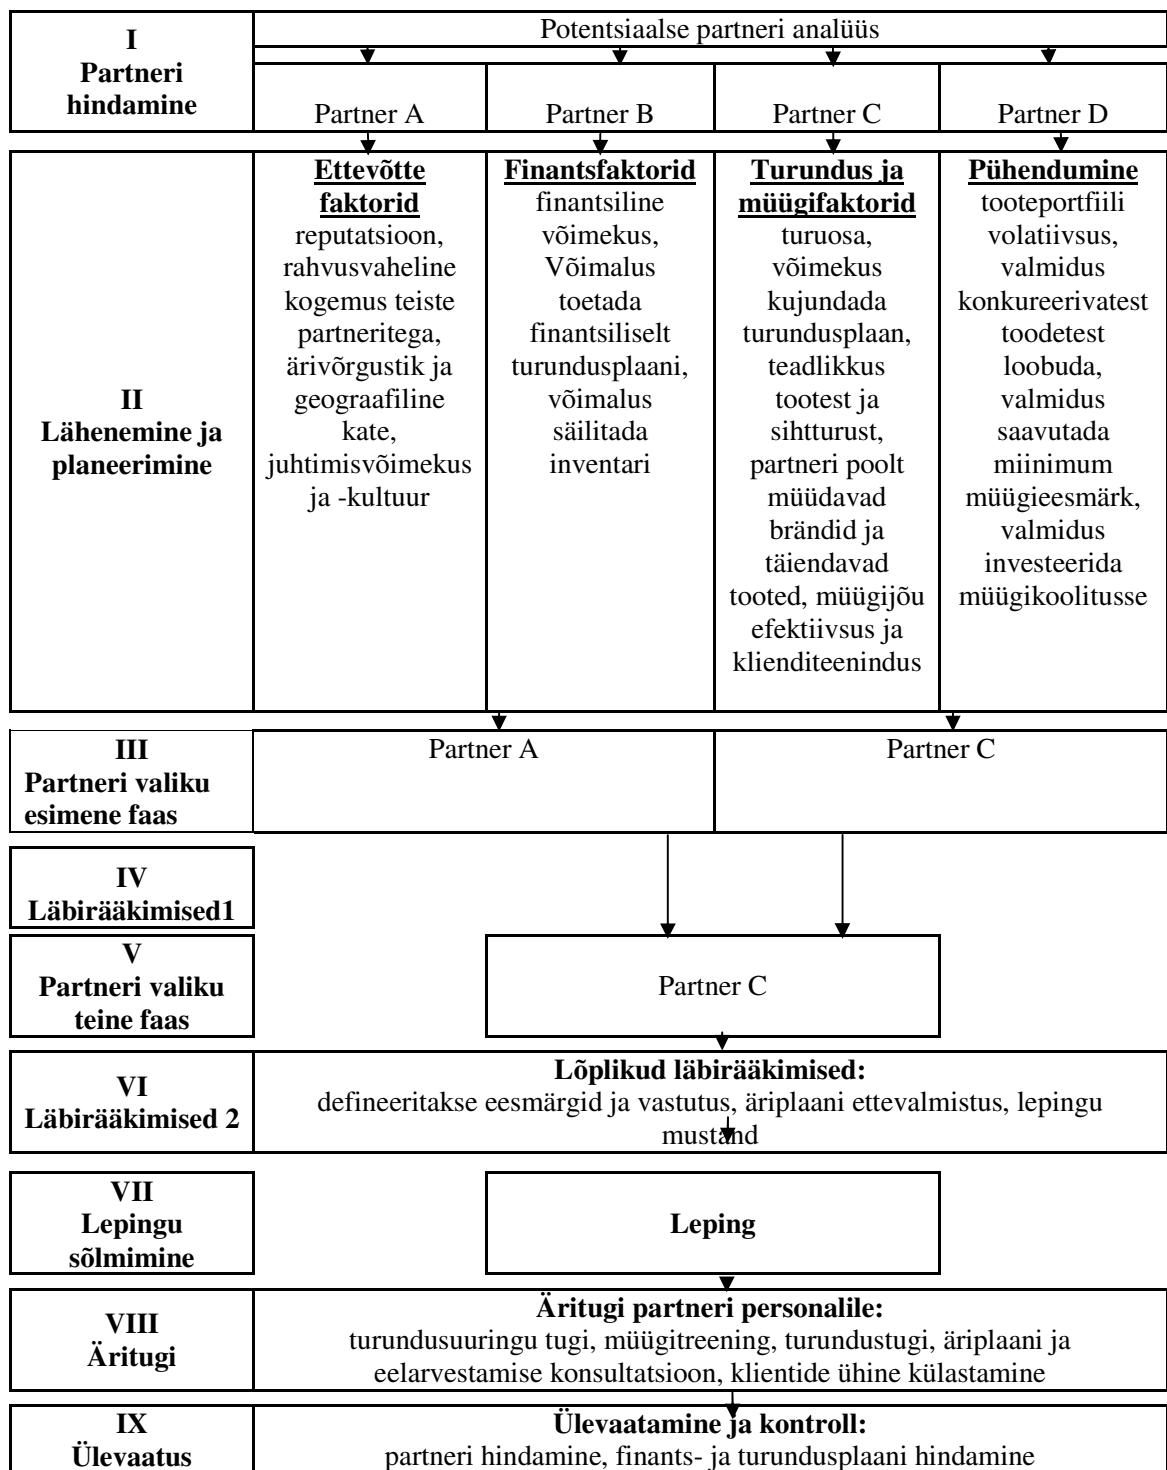 I
Partneri
hindamine
Potentsiaalse partneri analüüs
Partner A
Partner B
Partner C
Partner D
II
Lähenemine ja
planeerimine
Ettevõtte
faktorid
reputatsioon,
rahvusvaheline
kogemus teiste
partneritega,
ärivõrgustik ja
geograafiline
kate,
juhtimisvõimekus
ja -kultuur
Finantsfaktorid
finantsiline
võimekus,
Võimalus
toetada
finantsiliselt
turundusplaani,
võimalus
säilitada
inventari
Turundus ja
müügifaktorid
turuosa,
võimekus
kujundada
turundusplaan,
teadlikkus
tootest ja
sihtturust,
partneri poolt
müüdavad
brändid ja
täiendavad
tooted, müügijõu
efektiivsus ja
klienditeenindus
Pühendumine
tooteportfiili
volatiivsus,
valmidus
konkureerivatest
toodetest
loobuda,
valmidus
saavutada
miinimum
müügieesmärk,
valmidus
investeerida
müügikoolitusse
III
Partneri valiku
esimene faas
Partner A
Partner C
IV
Läbirääkimised1
V
Partneri valiku
teine faas
Partner C
VI
Läbirääkimised 2
Lõplikud läbirääkimised:
defineeritakse eesmärgid ja vastutus, äriplaani ettevalmistus, lepingu
mustand
VII
Lepingu
sõlmimine
Leping
VIII
Äritugi
Äritugi partneri personalile:
turundusuuringu tugi, müügitreening, turundustugi, äriplaani ja
eelarvestamise konsultatsioon, klientide ühine külastamine
IX
Ülevaatus
Ülevaatamine ja kontroll:
partneri hindamine, finants- ja turundusplaani hindamine